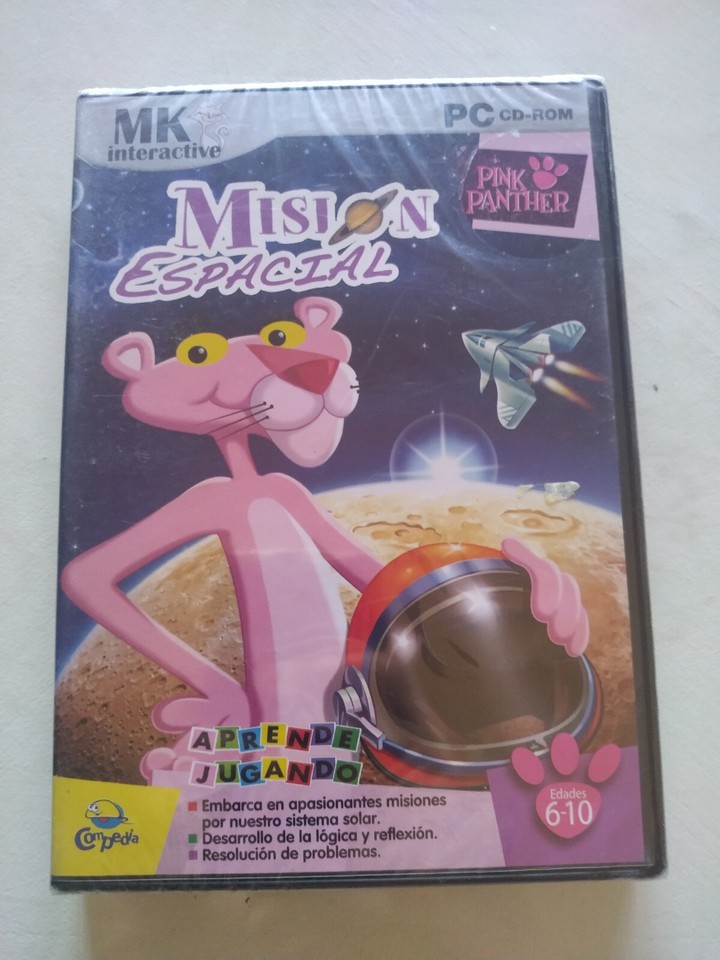 MK
interactive
PC CD-ROM
PINK
PANTHER
MISION
ESPACIAL
APRENDE
JUGANDO
Embarca en apasionantes misiones
por nuestro sistema solar.
Desarrollo de la lógica y reflexión.
Resolución de problemas.
Compedia
Edades
6-10